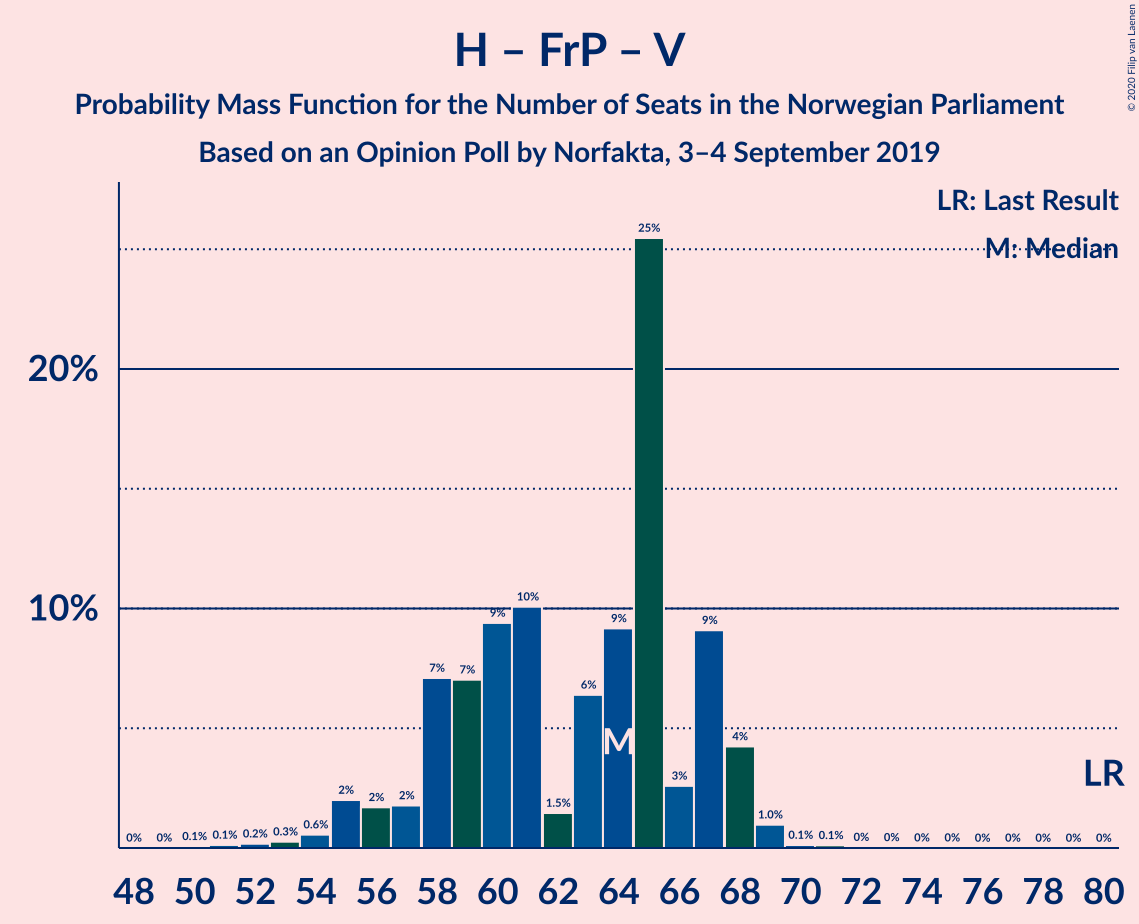 H – FrP – V
Probability Mass Function for the Number of Seats in the Norwegian Parliament
Based on an Opinion Poll by Norfakta, 3–4 September 2019
© 2020 Filip van Laenen
LR: Last Result
M: Median
20%
10%
0% 0% 0.1% 0.1% 0.2% 0.3% 0.6% 2% 2% 2% 7% 7% 9% 10% 1.5% 6% 9% 25% 3% 9% 4% 1.0% 0.1% 0.1% 0% 0% 0% 0% 0% 0% 0% 0% 0%
M
LR
48 50 52 54 56 58 60 62 64 66 68 70 72 74 76 78 80